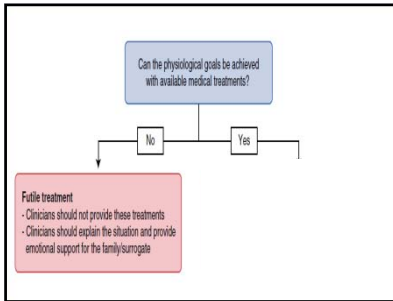 Can the physiological goals be achieved
with available medical treatments?
No
Yes
Futile treatment
- Clinicians should not provide these treatments
- Clinicians should explain the situation and provide
emotional support for the family/surrogate